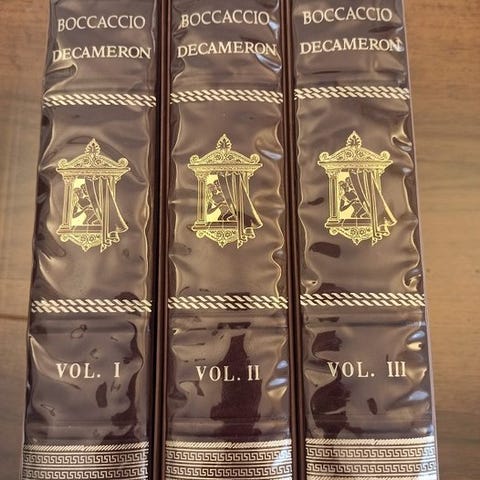 BOCCACCIO
DECAMERON
VOL. I
BOCCACCIO
DECAMERON
VOL. II
BOCCACCIO
DECAMERON
VOL. III